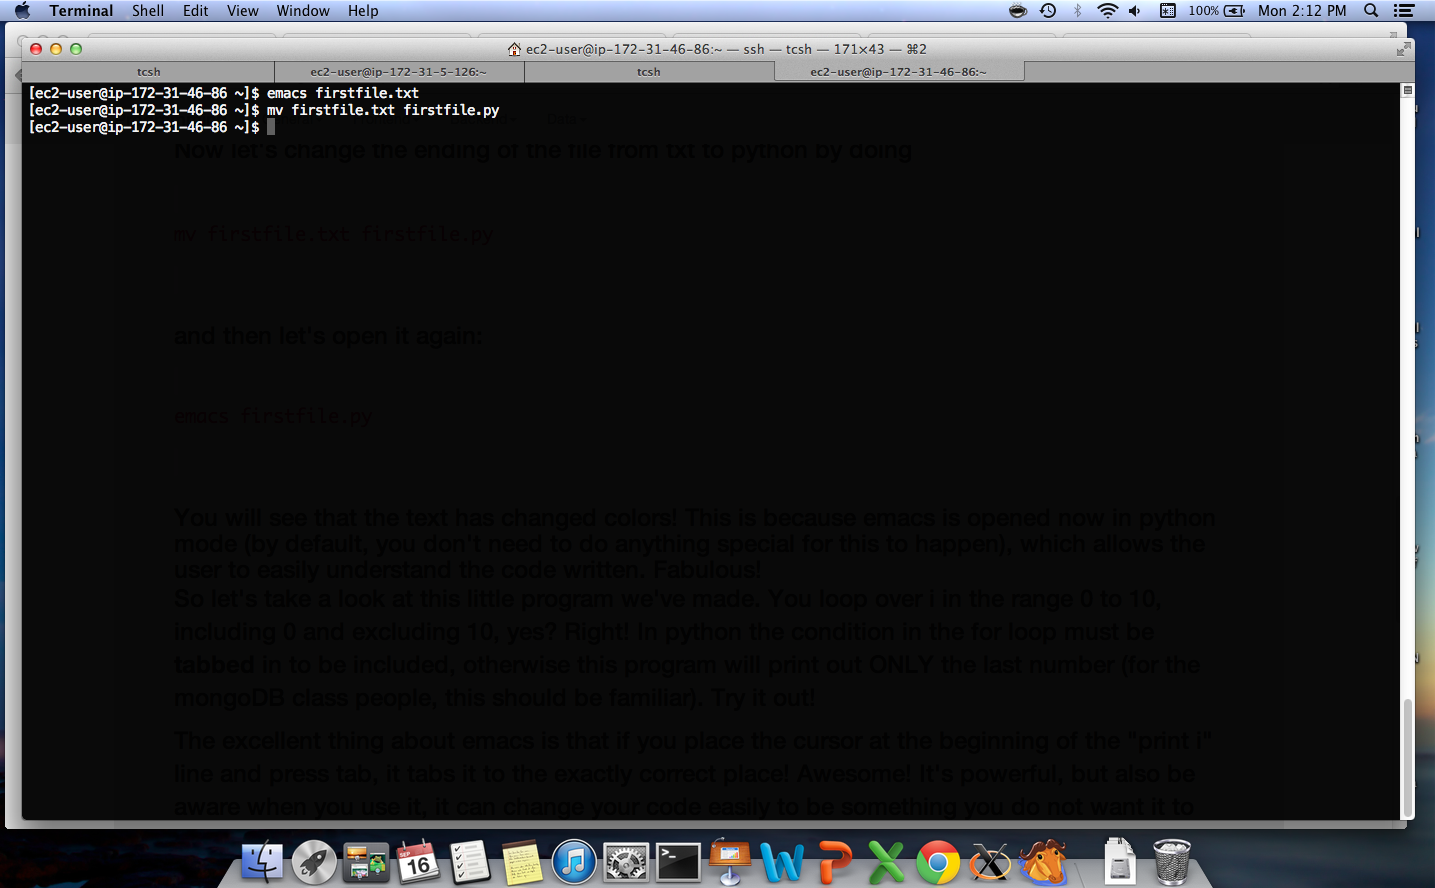 Terminal Shell Edit View Window Help 100% Mon 2:12 PM
ec2-user@ip-172-31-46-86:~ — ssh — tcsh — 171×43 — ⌘2
tcsh ec2-user@ip-172-31-5-126:~ tcsh ec2-user@ip-172-31-46-86:~
[ec2-user@ip-172-31-46-86 ~]$ emacs firstfile.txt
[ec2-user@ip-172-31-46-86 ~]$ mv firstfile.txt firstfile.py
[ec2-user@ip-172-31-46-86 ~]$
Now let's change the ending of the file from txt to python by doing
mv firstfile.txt firstfile.py
and then let's open it again:
emacs firstfile.py
You will see that the text has changed colors! This is because emacs is opened now in python
mode (by default, you don't need to do anything special for this to happen), which allows the
user to easily understand the code written. Fabulous!
So let's take a look at this little program we've made. You loop over i in the range 0 to 10,
including 0 and excluding 10, yes? Right! In python the condition in the for loop must be
tabbed in to be included, otherwise this program will print out ONLY the last number (for the
mongoDB class people, this should be familiar). Try it out!
The excellent thing about emacs is that if you place the cursor at the beginning of the "print i"
line and press tab, it tabs it to the exactly correct place! Awesome! It's powerful, but also be
aware when you use it, it can change your code easily to be something you do not want it to
SEP
16